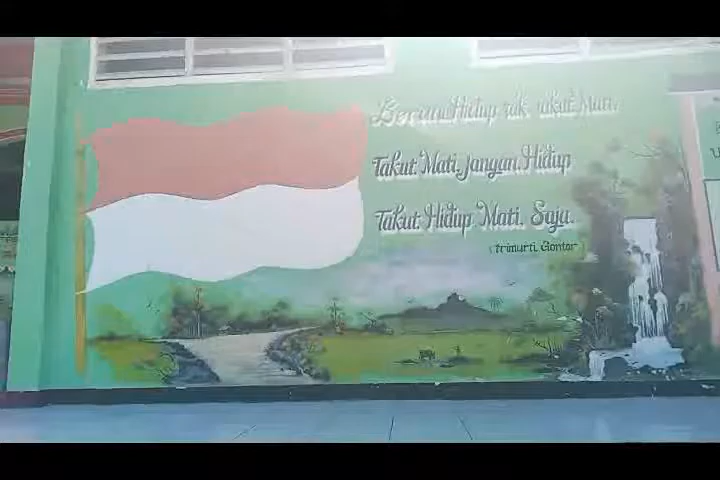 Berani Hidup tak takut Mati.
Takut Mati, jangan Hidup
Takut Hidup Mati Saja.
(trimurti Gontor)